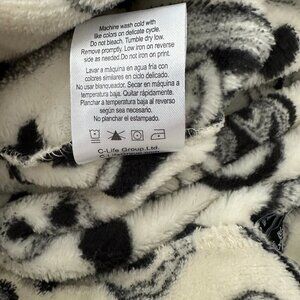 Machine wash cold with
like colors on delicate cycle.
Do not bleach. Tumble dry low.
Remove promptly. Low iron on reverse
side as needed.Do not iron on print.
Lavar a máquina en agua fría con
colores similares en ciclo delicado.
No usar blanqueador. Secar en máquina a
temperatura baja. Quitar rápidamente.
Planchar a temperatura baja al reverso
según sea necesario.
No planchar el estampado.
C-Life Group.Ltd.